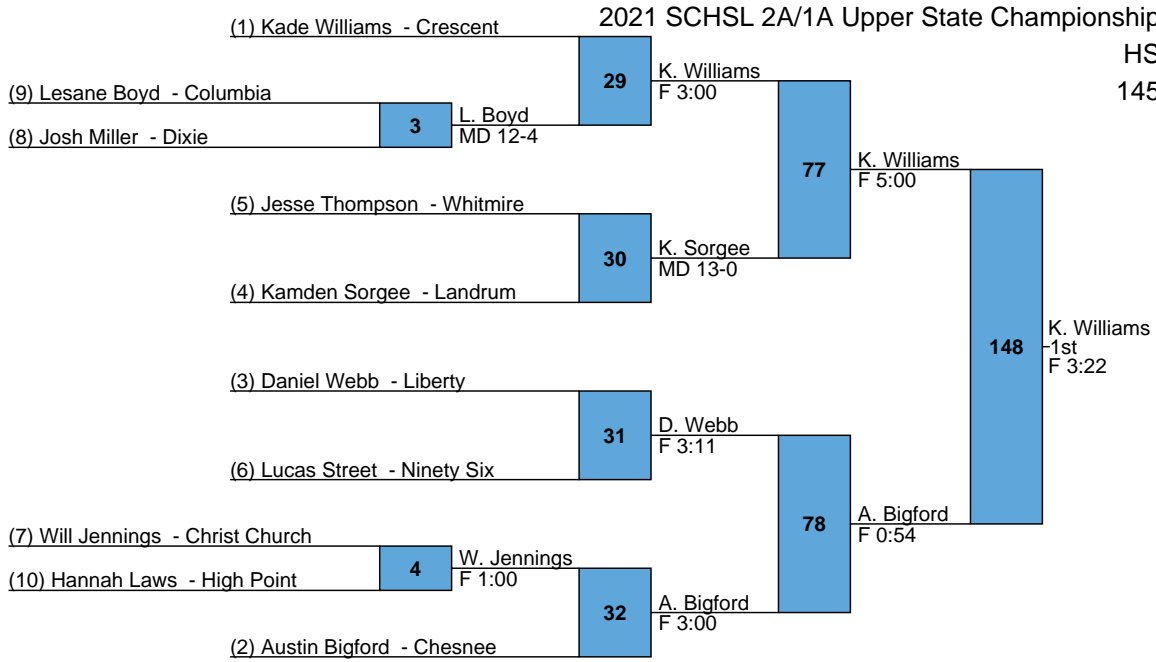 2021 SCHSL 2A/1A Upper State Championship
HS
145
(1) Kade Williams - Crescent
29
K. Williams
F 3:00
(9) Lesane Boyd - Columbia
3
L. Boyd
MD 12-4
(8) Josh Miller - Dixie
77
K. Williams
F 5:00
(5) Jesse Thompson - Whitmire
30
K. Sorgee
MD 13-0
(4) Kamden Sorgee - Landrum
148
K. Williams
1st
F 3:22
(3) Daniel Webb - Liberty
31
D. Webb
F 3:11
(6) Lucas Street - Ninety Six
78
A. Bigford
F 0:54
(7) Will Jennings - Christ Church
4
W. Jennings
F 1:00
(10) Hannah Laws - High Point
32
A. Bigford
F 3:00
(2) Austin Bigford - Chesnee